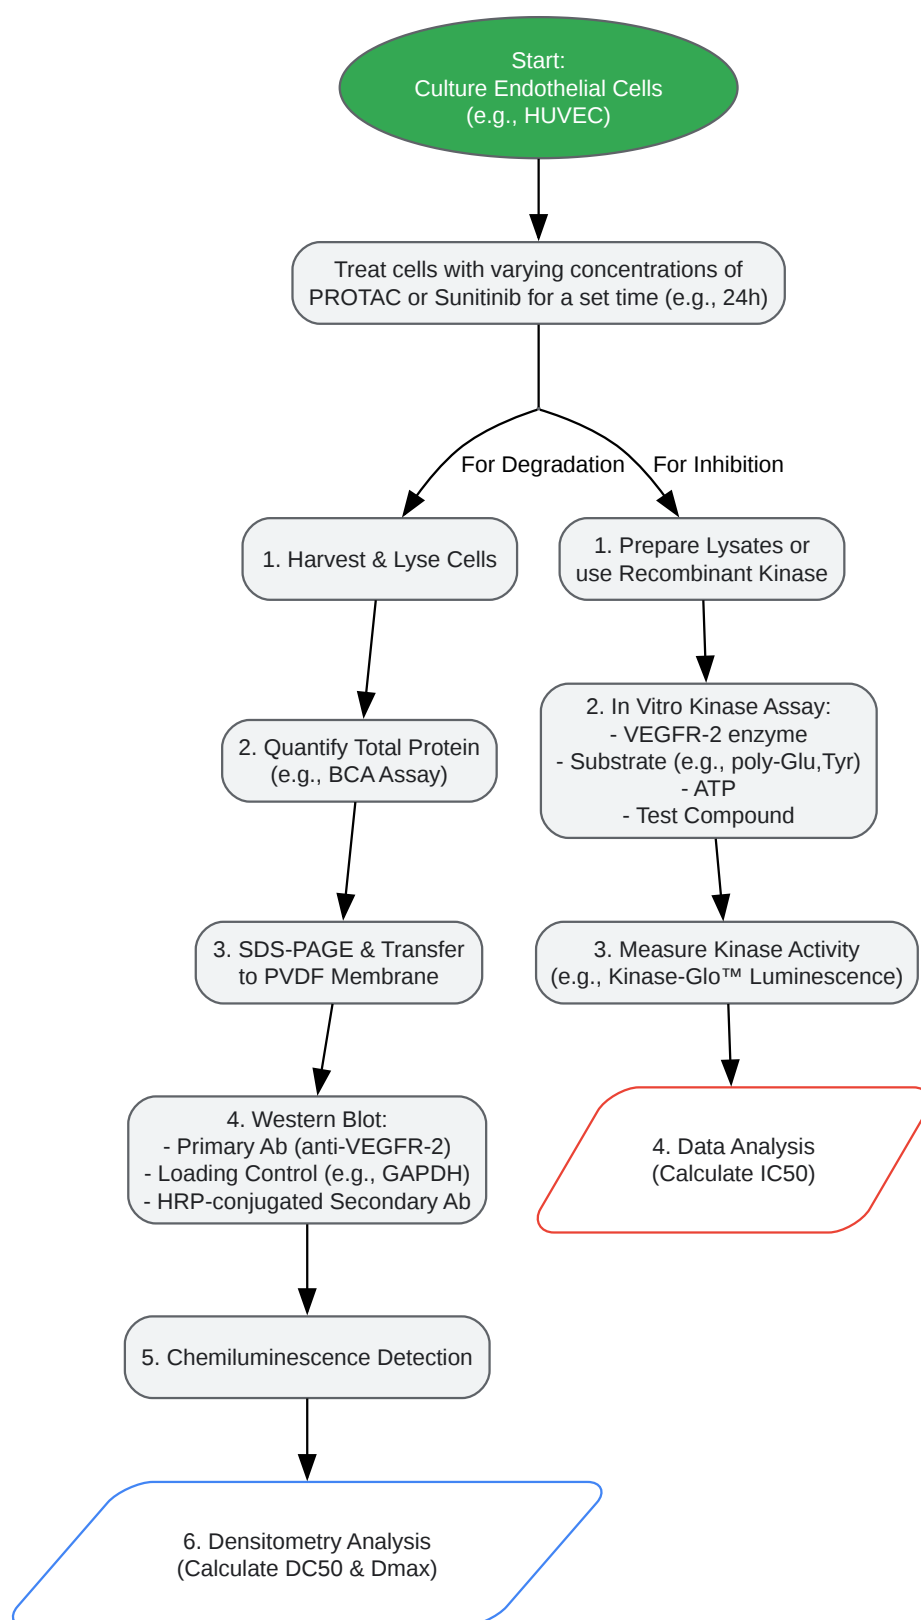 Start:
Culture Endothelial Cells
(e.g., HUVEC)
Treat cells with varying concentrations of
PROTAC or Sunitinib for a set time (e.g., 24h)
For Degradation
For Inhibition
1. Harvest & Lyse Cells
2. Quantify Total Protein
(e.g., BCA Assay)
3. SDS-PAGE & Transfer
to PVDF Membrane
4. Western Blot:
- Primary Ab (anti-VEGFR-2)
- Loading Control (e.g., GAPDH)
- HRP-conjugated Secondary Ab
5. Chemiluminescence Detection
6. Densitometry Analysis
(Calculate DC50 & Dmax)
1. Prepare Lysates or
use Recombinant Kinase
2. In Vitro Kinase Assay:
- VEGFR-2 enzyme
- Substrate (e.g., poly-Glu,Tyr)
- ATP
- Test Compound
3. Measure Kinase Activity
(e.g., Kinase-Glo™ Luminescence)
4. Data Analysis
(Calculate IC50)